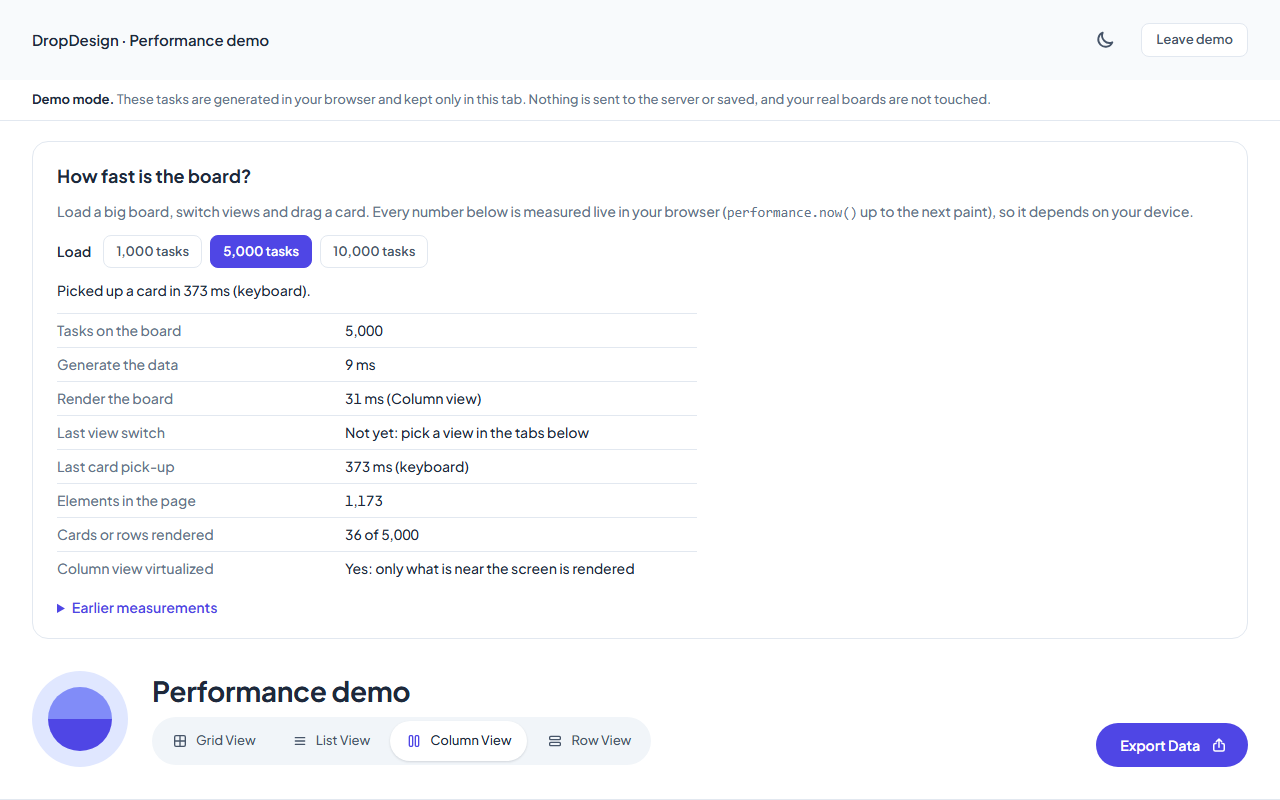 DropDesign · Performance demo
Leave demo
Demo mode. These tasks are generated in your browser and kept only in this tab. Nothing is sent to the server or saved, and your real boards are not touched.
How fast is the board?
Load a big board, switch views and drag a card. Every number below is measured live in your browser (performance.now() up to the next paint), so it depends on your device.
Load 1,000 tasks 5,000 tasks 10,000 tasks
Picked up a card in 373 ms (keyboard).
Tasks on the board 5,000
Generate the data 9 ms
Render the board 31 ms (Column view)
Last view switch Not yet: pick a view in the tabs below
Last card pick-up 373 ms (keyboard)
Elements in the page 1,173
Cards or rows rendered 36 of 5,000
Column view virtualized Yes: only what is near the screen is rendered
Earlier measurements
Performance demo
Grid View List View Column View Row View
Export Data